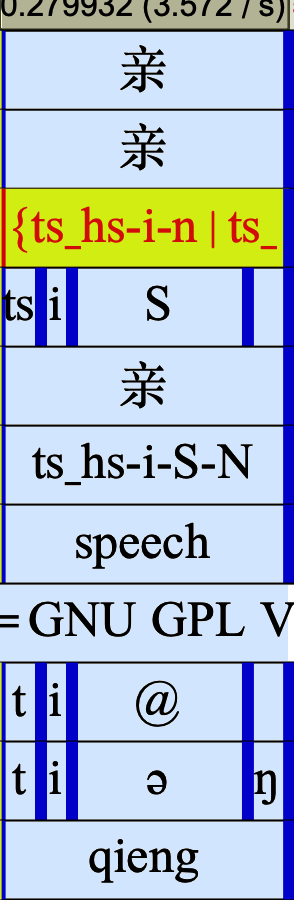 0.279932 (3.572 / s)
亲
亲
{ts_hs-i-n | ts_
ts i S
亲
ts_hs-i-S-N
speech
= GNU GPL V
t i @
t i ə ŋ
qieng